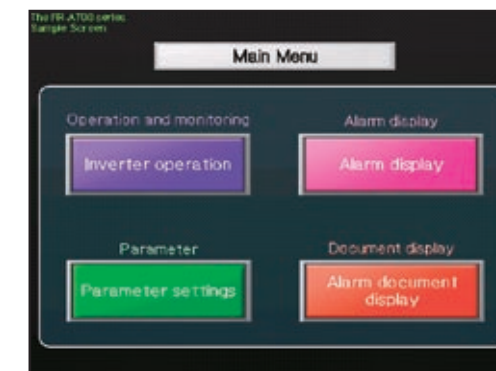 The FR-A700 series
Sample Screen
Main Menu
Operation and monitoring
Alarm display
Inverter operation
Alarm display
Parameter
Document display
Parameter settings
Alarm document
display